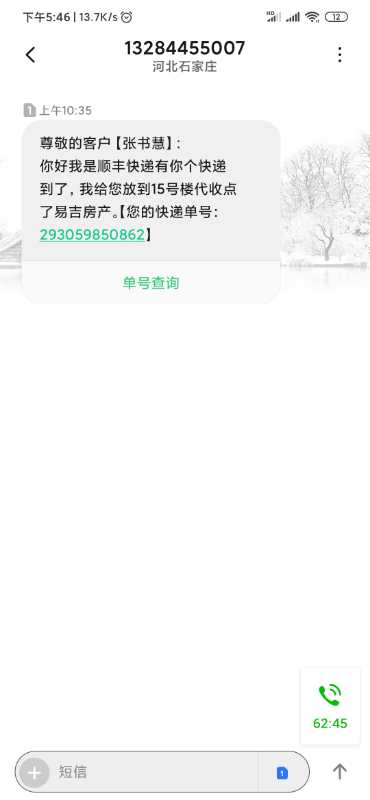 下午5:46 | 13.7K/s
HD
12
13284455007
河北石家庄
1 上午10:35
尊敬的客户【张书慧】:
你好我是顺丰快递有你个快递
到了, 我给您放到15号楼代收点
了易吉房产。【您的快递单号:
293059850862】
单号查询
62:45
短信
1